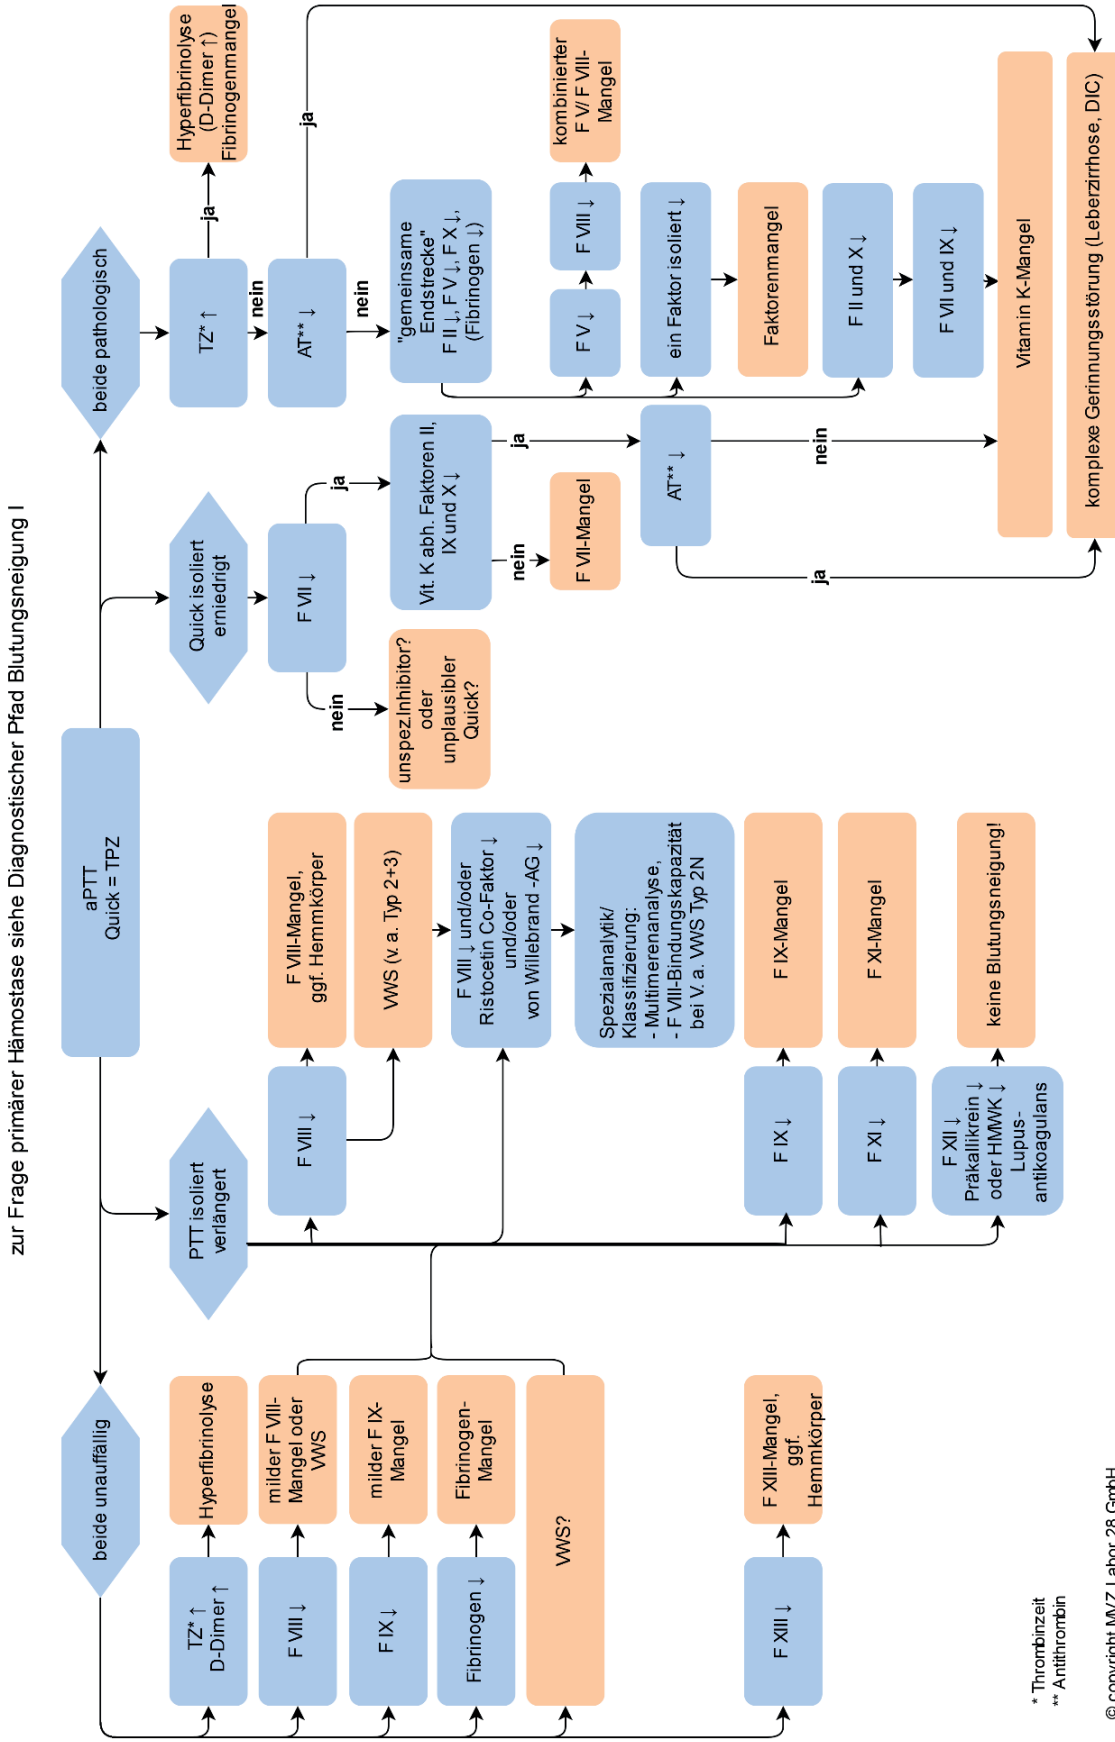 zur Frage primärer Hämostase siehe Diagnostischer Pfad Blutungsneigung I
aPTT
Quick = TPZ
beide unauffällig
PTT isoliert
verlängert
Quick isoliert
erniedrigt
beide pathologisch
TZ* ↑
D-Dimer ↑
Hyperfibrinolyse
F VIII ↓
milder F VIII-
Mangel oder
VWS
F IX ↓
milder F IX-
Mangel
Fibrinogen ↓
Fibrinogen-
Mangel
VWS?
F XIII ↓
F XIII-Mangel,
ggf.
Hemmkörper
F VIII ↓
F VIII-Mangel,
ggf. Hemmkörper
VWS (v. a. Typ 2+3)
F VIII ↓ und/oder
Ristocetin Co-Faktor ↓
und/oder
von Willebrand -AG ↓
Spezialanalytik/
Klassifizierung:
- Multimerenanalyse,
- F VIII-Bindungskapazität
bei V. a. VWS Typ 2N
F IX ↓
F IX-Mangel
F XI ↓
F XI-Mangel
F XII ↓
Präkallikrein ↓
oder HMWK ↓
Lupus-
antikoagulans
keine Blutungsneigung!
F VII ↓
nein
unspez.Inhibitor?
oder
unplausibler
Quick?
ja
Vit. K abh. Faktoren II,
IX und X ↓
nein
F VII-Mangel
ja
AT** ↓
nein
ja
TZ* ↑
ja
Hyperfibrinolyse
(D-Dimer ↑)
Fibrinogenmangel
nein
AT** ↓
ja
nein
"gemeinsame
Endstrecke"
F II ↓, F V ↓, F X ↓,
(Fibrinogen ↓)
F V ↓
F VIII ↓
kombinierter
F V/ F VIII-
Mangel
ein Faktor isoliert ↓
Faktorenmangel
F II und X ↓
F VII und IX ↓
Vitamin K-Mangel
komplexe Gerinnungsstörung (Leberzirrhose, DIC)
* Thrombinzeit
** Antithrombin
© copyright MVZ Labor 28 GmbH